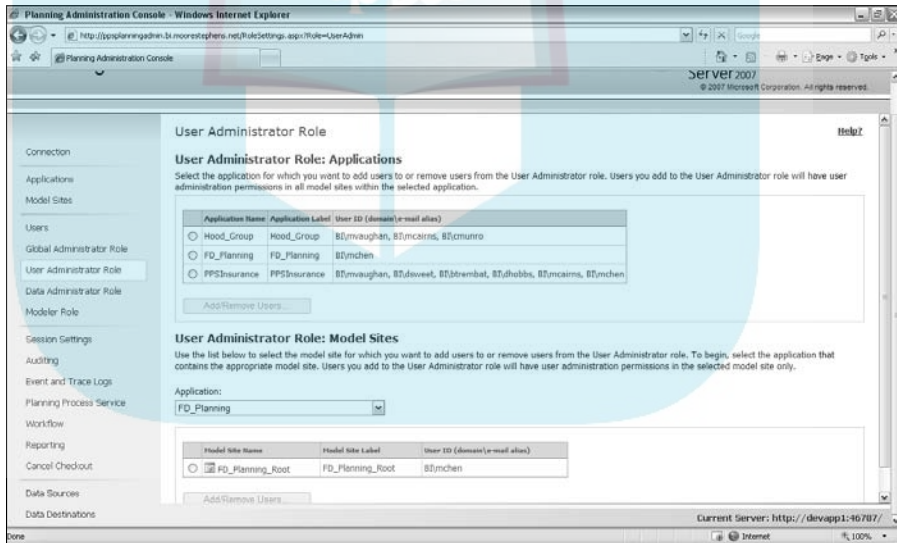 Planning Administration Console - Windows Internet Explorer
http://ppsplanningadmin.bi.moorestephens.net/RoleSettings.aspx?Role=UserAdmin
Google
Planning Administration Console
Page
Tools
Server 2007
© 2007 Microsoft Corporation. All rights reserved.
Connection
Applications
Model Sites
Users
Global Administrator Role
User Administrator Role
Data Administrator Role
Modeler Role
Session Settings
Auditing
Event and Trace Logs
Planning Process Service
Workflow
Reporting
Cancel Checkout
Data Sources
Data Destinations
User Administrator Role
Help?
User Administrator Role: Applications
Select the application for which you want to add users to or remove users from the User Administrator role. Users you add to the User Administrator role will have user
administration permissions in all model sites within the selected application.
Application Name Application Label User ID (domain\e-mail alias)
Hood_Group Hood_Group BI\mvaughan, BI\mcairns, BI\cmunro
FD_Planning FD_Planning BI\mchen
PPSInsurance PPSInsurance BI\mvaughan, BI\dsweet, BI\btrembat, BI\dhobbs, BI\mcairns, BI\mchen
Add/Remove Users...
User Administrator Role: Model Sites
Use the list below to select the model site for which you want to add users to or remove users from the User Administrator role. To begin, select the application that
contains the appropriate model site. Users you add to the User Administrator role will have user administration permissions in the selected model site only.
Application:
FD_Planning
Model Site Name Model Site Label User ID (domain\e-mail alias)
FD_Planning_Root FD_Planning_Root BI\mchen
Add/Remove Users...
Current Server: http://devapp1:46787/
Done
Internet
100%